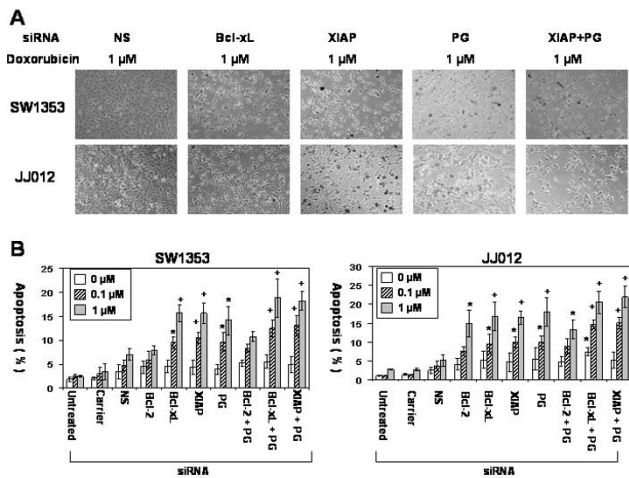 A
siRNA NS Bcl-xL XIAP PG XIAP+PG
Doxorubicin 1 μM 1 μM 1 μM 1 μM 1 μM
SW1353
JJ012
B
SW1353
Apoptosis ( % )
25
20
15
10
5
0
0 μM
0.1 μM
1 μM
* + + + + * * + + + +
Untreated
Carrier
NS
Bcl-2
Bcl-xL
XIAP
PG
Bcl-2 + PG
Bcl-xL + PG
XIAP + PG
siRNA
JJ012
Apoptosis ( % )
30
25
20
15
10
5
0
0 μM
0.1 μM
1 μM
* * + + + * + * * + + + +
Untreated
Carrier
NS
Bcl-2
Bcl-xL
XIAP
PG
Bcl-2 + PG
Bcl-xL + PG
XIAP + PG
siRNA